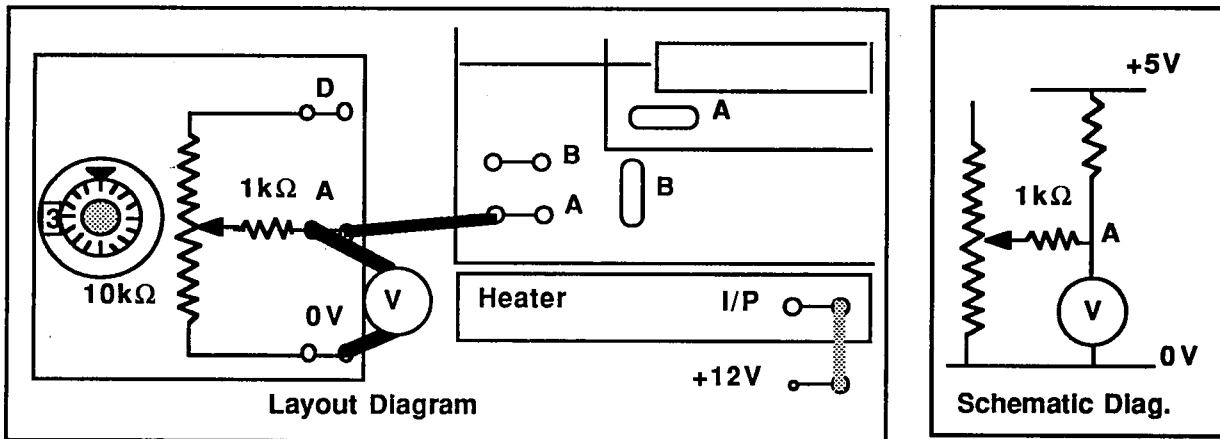 D
A
1kΩ A
B
B
A
3
10kΩ
0V
V
Heater I/P
+12V
Layout Diagram
+5V
1kΩ
A
V
0V
Schematic Diag.